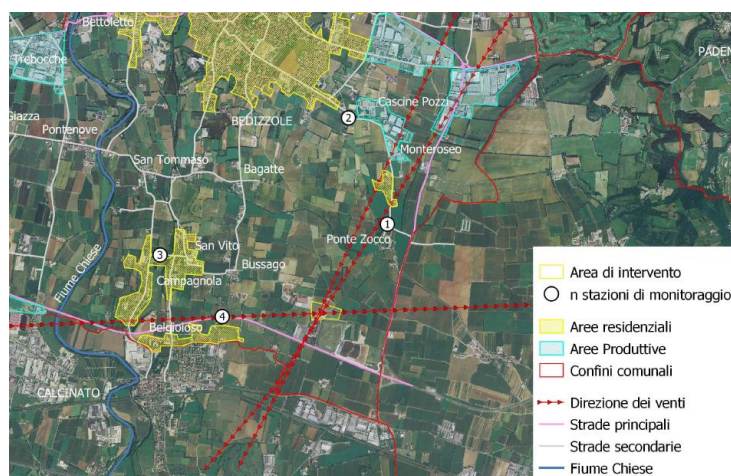 Bettoletto
Treborche
PADEN
Cascine Pozzi
2
BEDIZZOLE
Giazza
Pontenove
Monteroseo
San Tommaso
Bagatte
1
Ponte Zocco
San Vito
3
Bussago
Campagnola
Fiume Chiese
4
Belgioioso
CALCINATO
Area di intervento
n stazioni di monitoraggio
Aree residenziali
Aree Produttive
Confini comunali
Direzione dei venti
Strade principali
Strade secondarie
Fiume Chiese